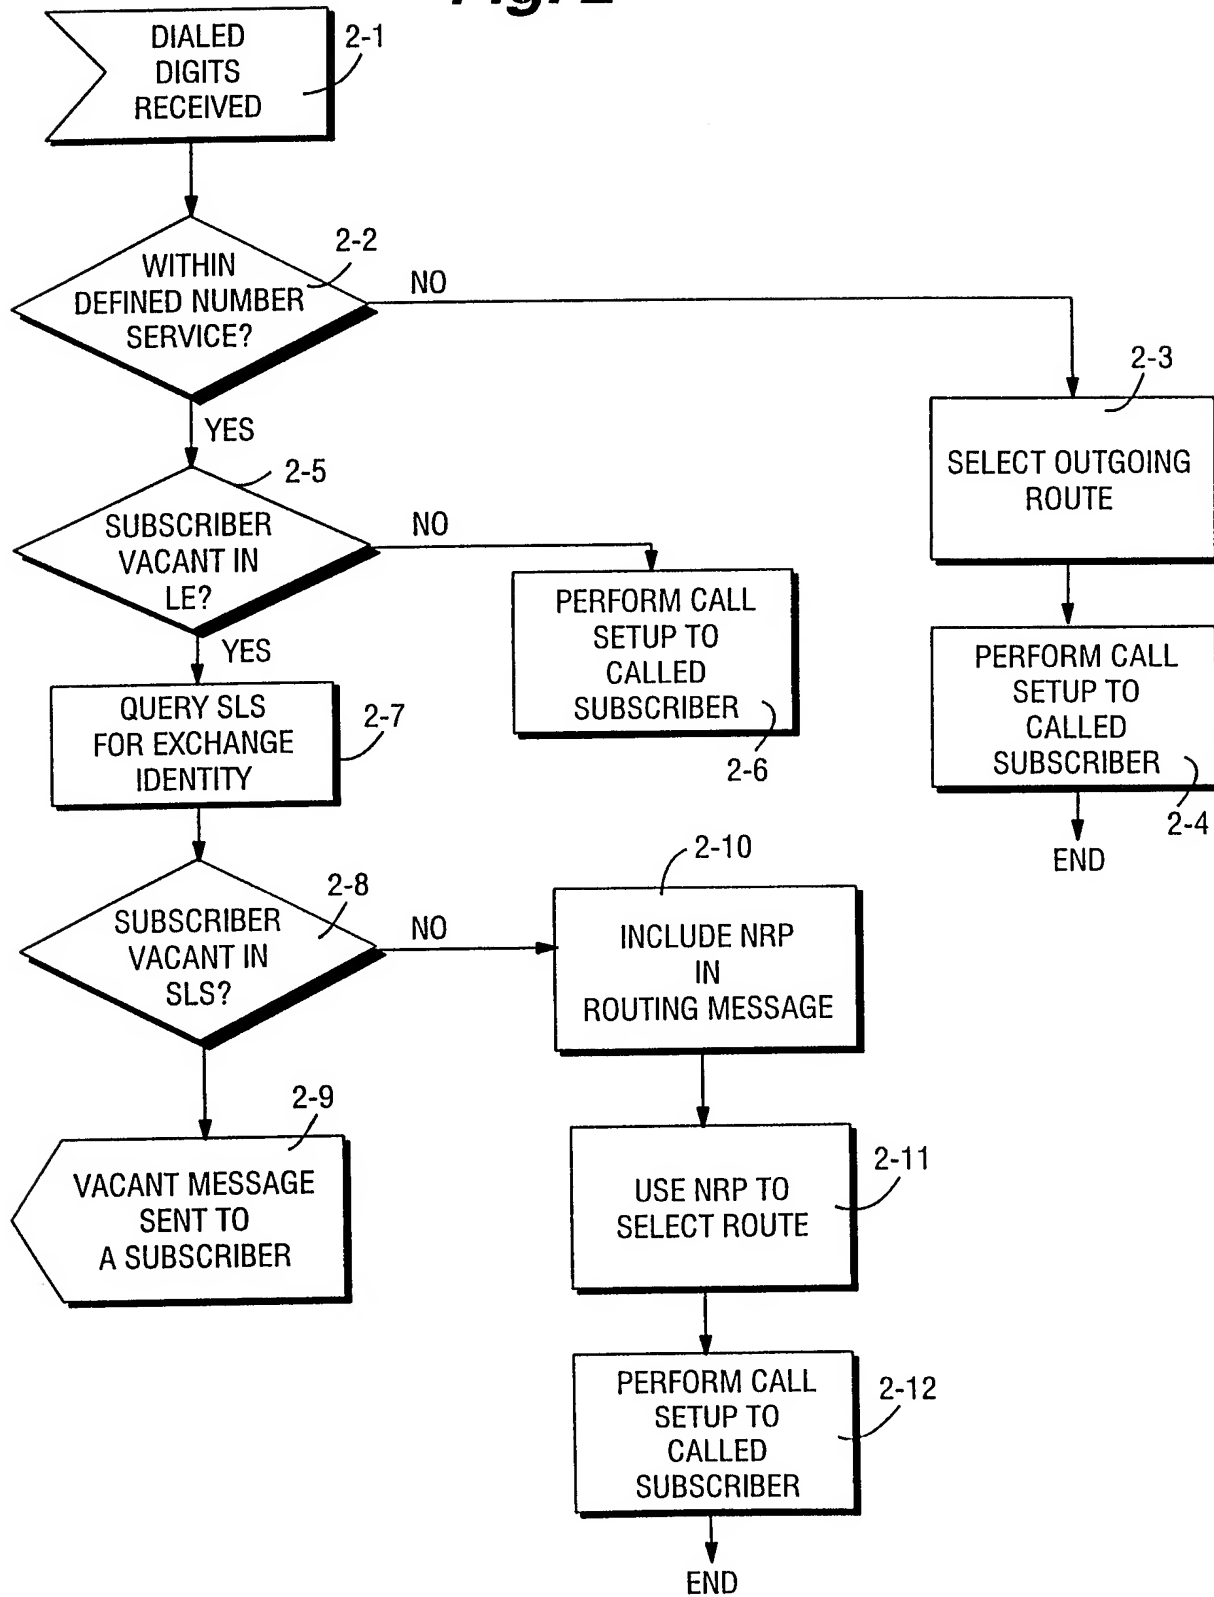 DIALED
DIGITS
RECEIVED
2-1
WITHIN
DEFINED NUMBER
SERVICE?
2-2
NO
YES
2-3
SELECT OUTGOING
ROUTE
2-5
SUBSCRIBER
VACANT IN
LE?
NO
YES
PERFORM CALL
SETUP TO
CALLED
SUBSCRIBER
2-6
PERFORM CALL
SETUP TO
CALLED
SUBSCRIBER
2-4
END
QUERY SLS
FOR EXCHANGE
IDENTITY
2-7
2-8
SUBSCRIBER
VACANT IN
SLS?
NO
2-10
INCLUDE NRP
IN
ROUTING MESSAGE
2-9
VACANT MESSAGE
SENT TO
A SUBSCRIBER
2-11
USE NRP TO
SELECT ROUTE
2-12
PERFORM CALL
SETUP TO
CALLED
SUBSCRIBER
END